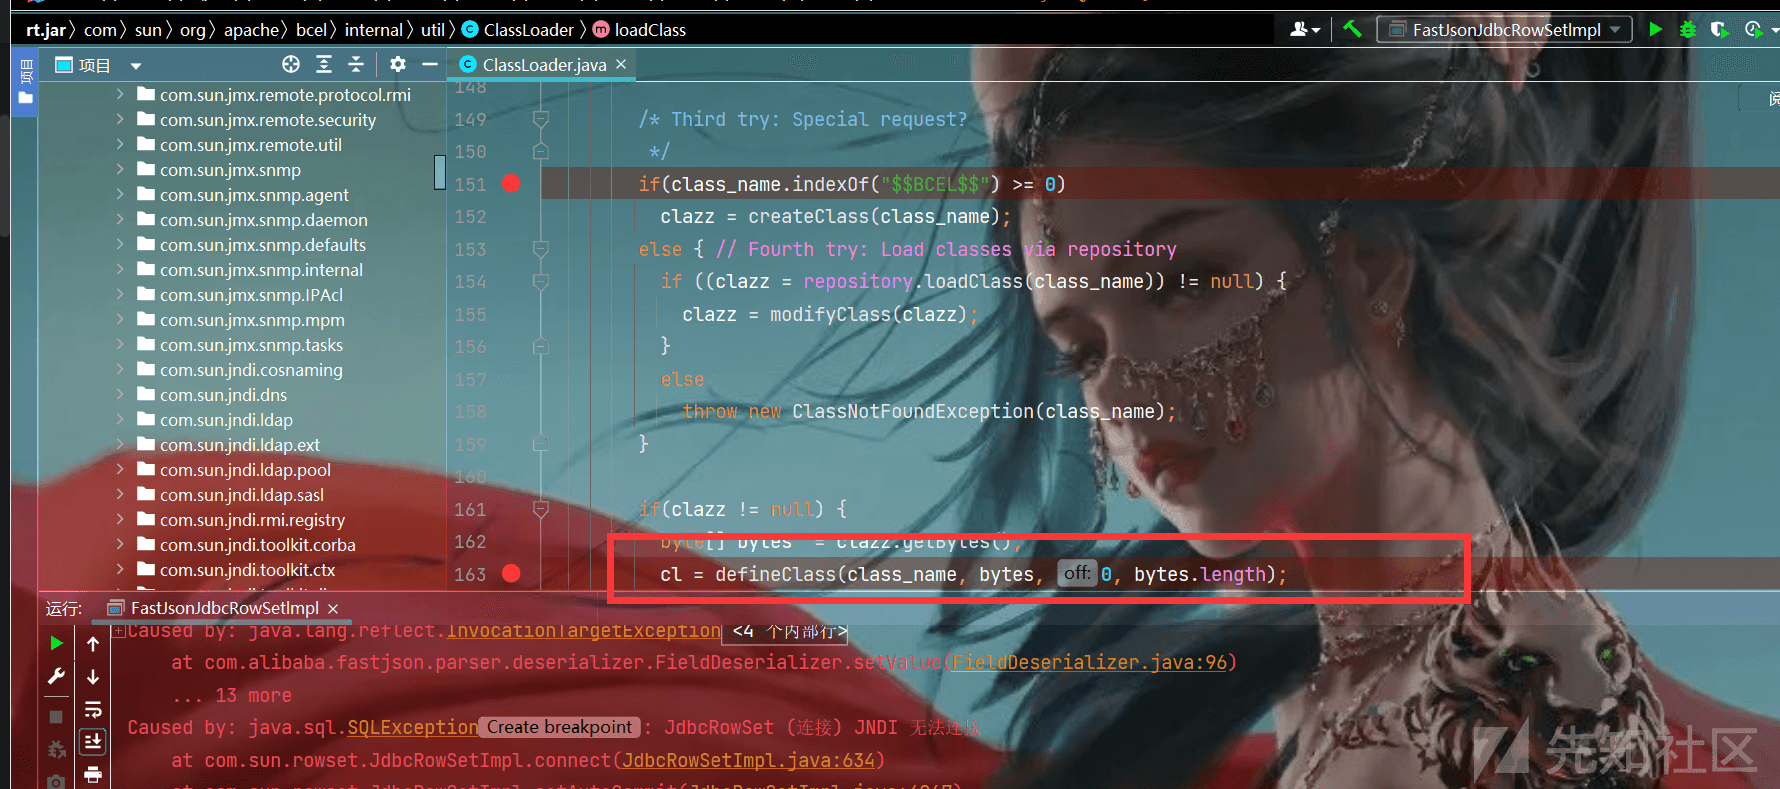 rt.jar 〉 com 〉 sun 〉 org 〉 apache 〉 bcel 〉 internal 〉 util 〉 ClassLoader 〉 loadClass
FastJsonJdbcRowSetImpl
项目
项目
ClassLoader.java ×
com.sun.jmx.remote.protocol.rmi
com.sun.jmx.remote.security
com.sun.jmx.remote.util
com.sun.jmx.snmp
com.sun.jmx.snmp.agent
com.sun.jmx.snmp.daemon
com.sun.jmx.snmp.defaults
com.sun.jmx.snmp.internal
com.sun.jmx.snmp.IPAcl
com.sun.jmx.snmp.mpm
com.sun.jmx.snmp.tasks
com.sun.jndi.cosnaming
com.sun.jndi.dns
com.sun.jndi.ldap
com.sun.jndi.ldap.ext
com.sun.jndi.ldap.pool
com.sun.jndi.ldap.sasl
com.sun.jndi.rmi.registry
com.sun.jndi.toolkit.corba
com.sun.jndi.toolkit.ctx
148
149 /* Third try: Special request?
150 */
151 if(class_name.indexOf("$$BCEL$$") >= 0)
152 clazz = createClass(class_name);
153 else { // Fourth try: Load classes via repository
154 if ((clazz = repository.loadClass(class_name)) != null) {
155 clazz = modifyClass(clazz);
156 }
157 else
158 throw new ClassNotFoundException(class_name);
159 }
160
161 if(clazz != null) {
162 byte[] bytes = clazz.getBytes();
163 cl = defineClass(class_name, bytes, off: 0, bytes.length);
运行: FastJsonJdbcRowSetImpl ×
Caused by: java.lang.reflect.InvocationTargetException <4 个内部行>
at com.alibaba.fastjson.parser.deserializer.FieldDeserializer.setValue(FieldDeserializer.java:96)
... 13 more
Caused by: java.sql.SQLException Create breakpoint : JdbcRowSet (连接) JNDI 无法连接
at com.sun.rowset.JdbcRowSetImpl.connect(JdbcRowSetImpl.java:634)
先知社区